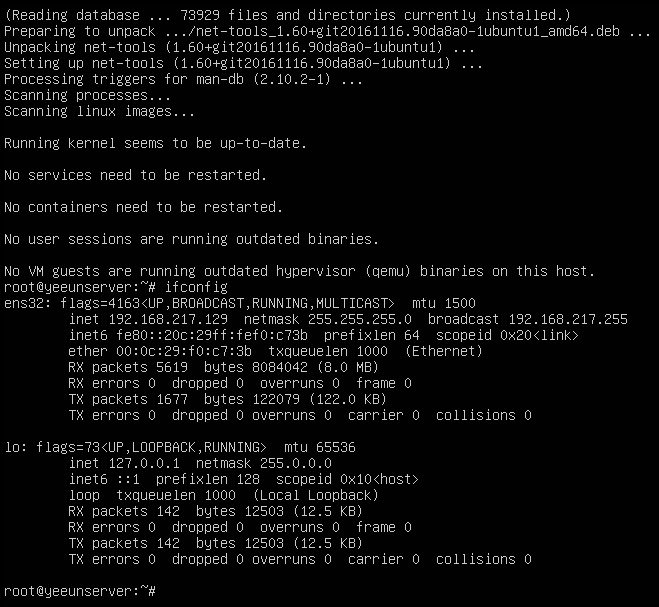 (Reading database ... 73929 files and directories currently installed.)
Preparing to unpack .../net-tools_1.60+git20161116.90da8a0-1ubuntu1_amd64.deb ...
Unpacking net-tools (1.60+git20161116.90da8a0-1ubuntu1) ...
Setting up net-tools (1.60+git20161116.90da8a0-1ubuntu1) ...
Processing triggers for man-db (2.10.2-1) ...
Scanning processes...
Scanning linux images...
Running kernel seems to be up-to-date.
No services need to be restarted.
No containers need to be restarted.
No user sessions are running outdated binaries.
No VM guests are running outdated hypervisor (qemu) binaries on this host.
root@yeeunserver:~# ifconfig
ens32: flags=4163<UP,BROADCAST,RUNNING,MULTICAST>  mtu 1500
        inet 192.168.217.129  netmask 255.255.255.0  broadcast 192.168.217.255
        inet6 fe80::20c:29ff:fef0:c73b  prefixlen 64  scopeid 0x20<link>
        ether 00:0c:29:f0:c7:3b  txqueuelen 1000  (Ethernet)
        RX packets 5619  bytes 8084042 (8.0 MB)
        RX errors 0  dropped 0  overruns 0  frame 0
        TX packets 1677  bytes 122079 (122.0 KB)
        TX errors 0  dropped 0 overruns 0  carrier 0  collisions 0
lo: flags=73<UP,LOOPBACK,RUNNING>  mtu 65536
        inet 127.0.0.1  netmask 255.0.0.0
        inet6 ::1  prefixlen 128  scopeid 0x10<host>
        loop  txqueuelen 1000  (Local Loopback)
        RX packets 142  bytes 12503 (12.5 KB)
        RX errors 0  dropped 0  overruns 0  frame 0
        TX packets 142  bytes 12503 (12.5 KB)
        TX errors 0  dropped 0 overruns 0  carrier 0  collisions 0
root@yeeunserver:~#